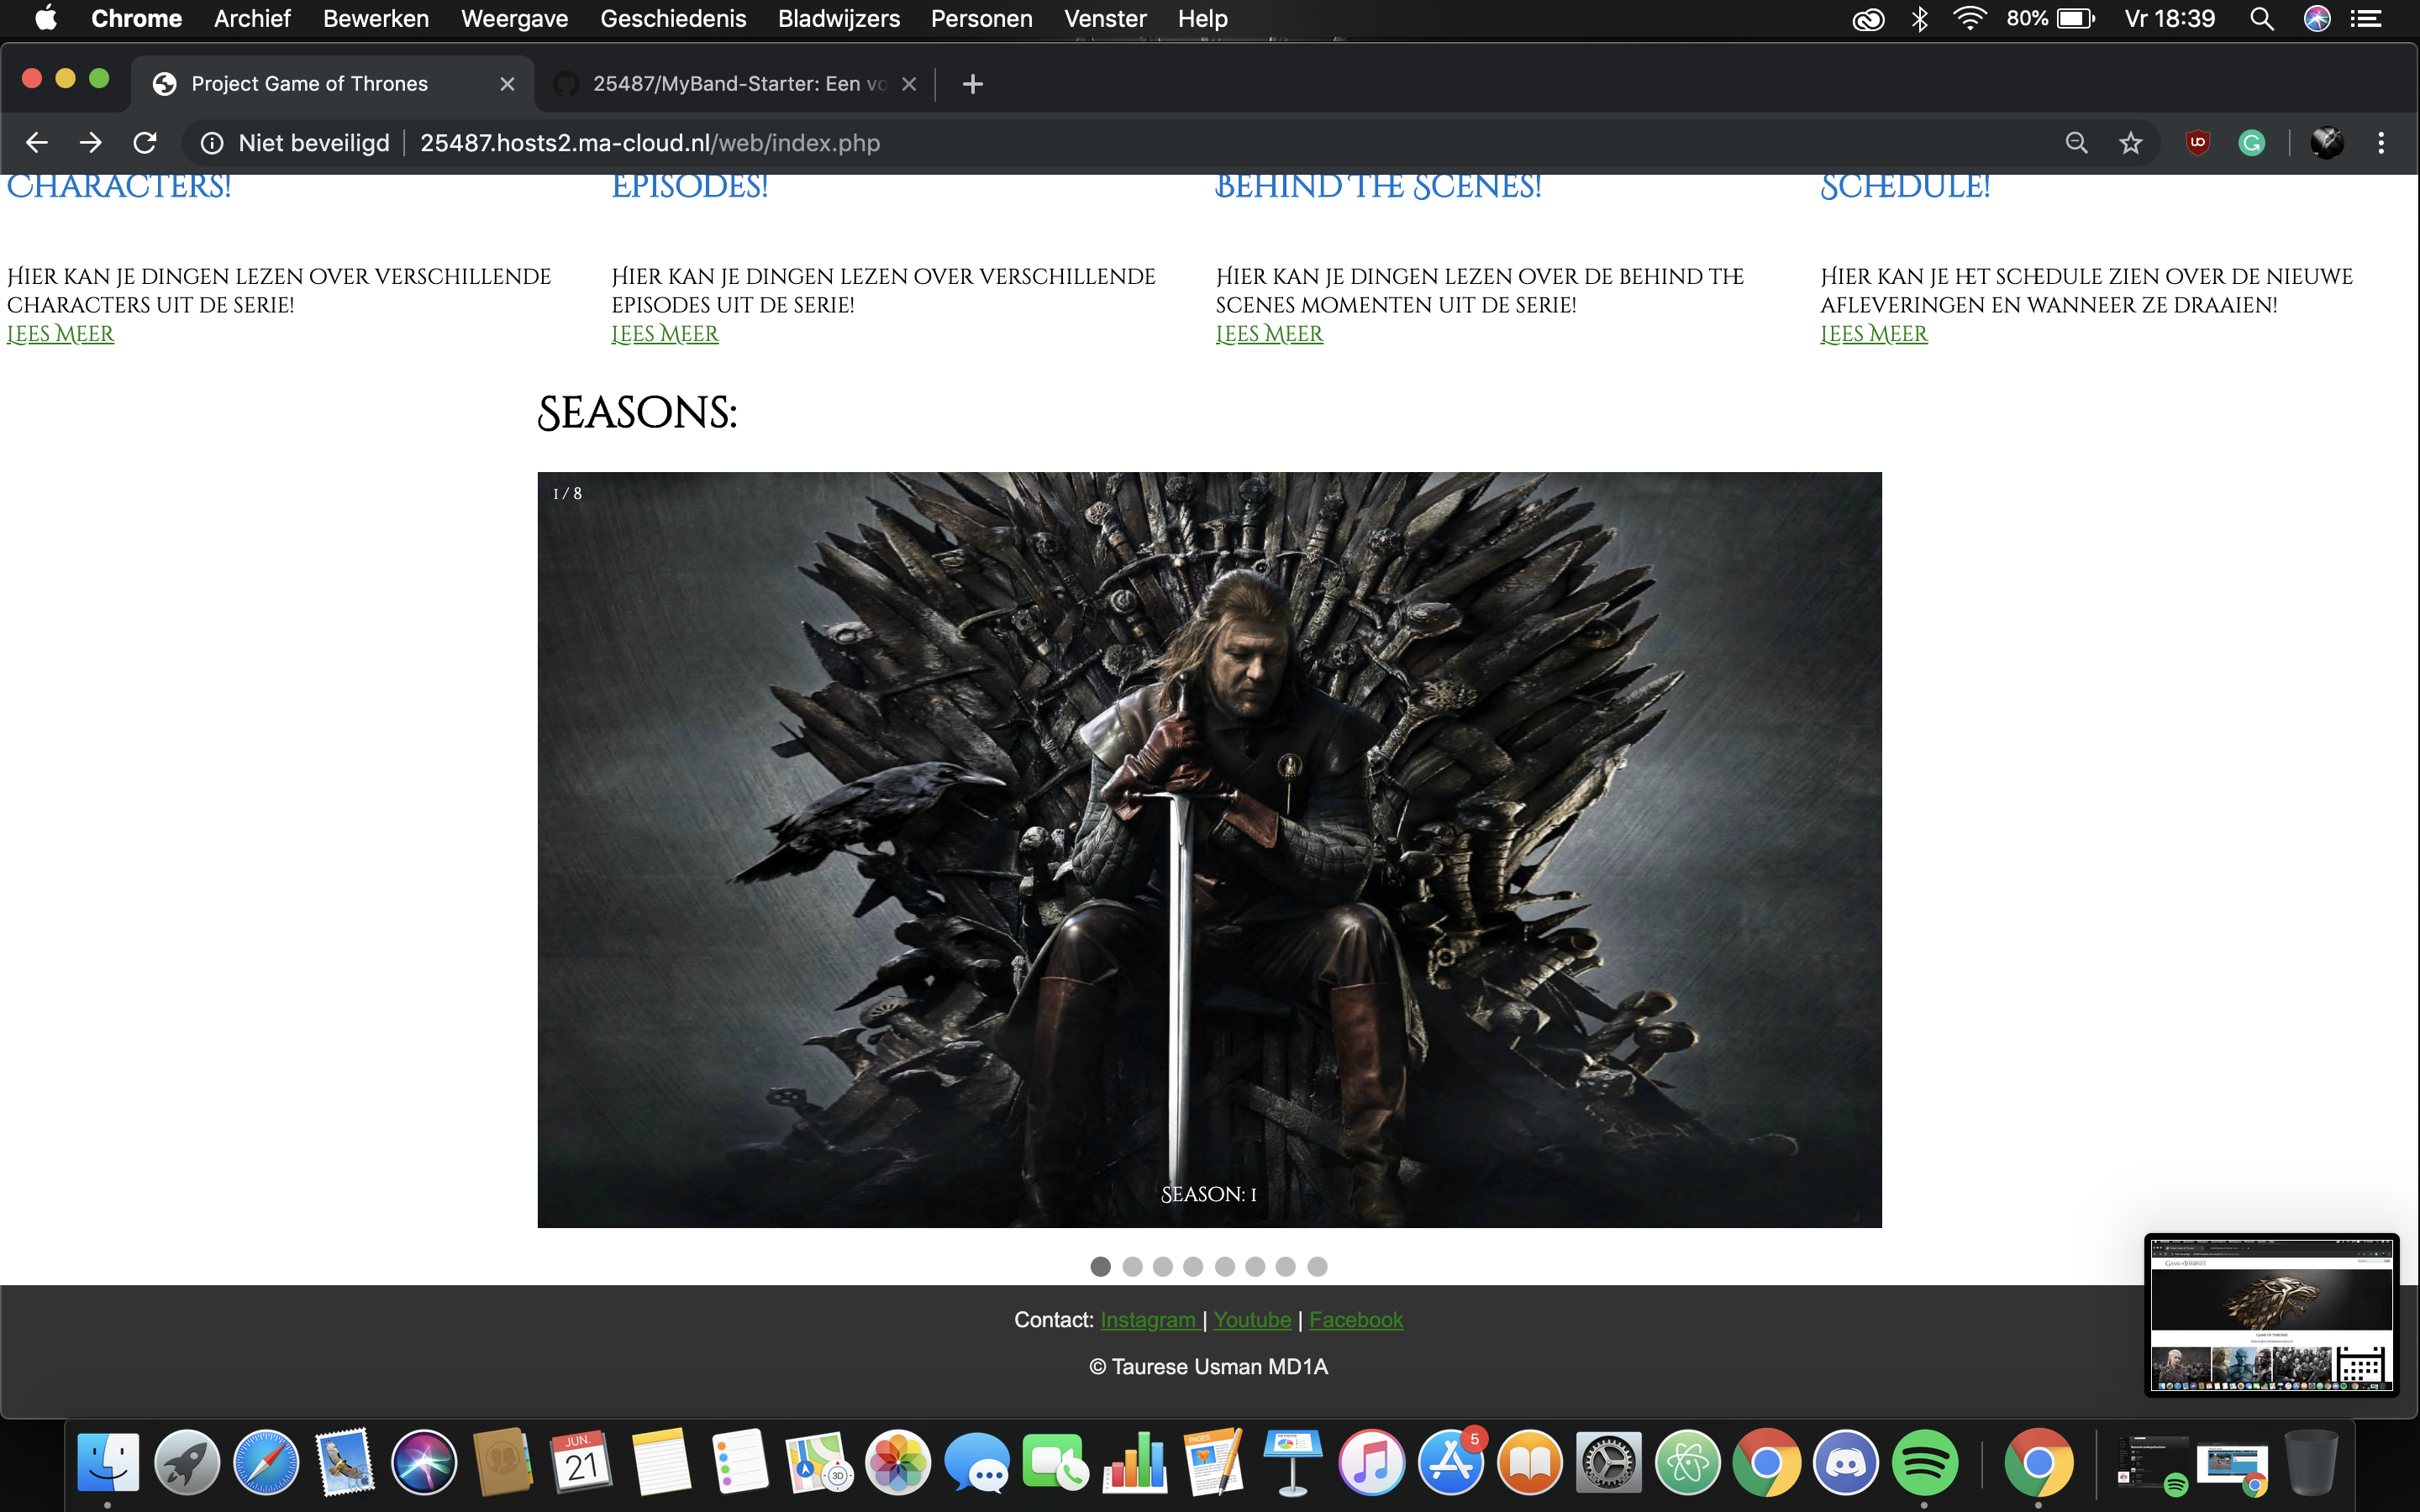 Chrome Archief Bewerken Weergave Geschiedenis Bladwijzers Personen Venster Help 80% Vr 18:39
Project Game of Thrones 25487/MyBand-Starter: Een vo
Niet beveiligd 25487.hosts2.ma-cloud.nl/web/index.php
Characters! Episodes! Behind The Scenes! Schedule!
Hier kan je dingen lezen over verschillende
characters uit de serie!
Lees Meer
Hier kan je dingen lezen over verschillende
episodes uit de serie!
Lees Meer
Hier kan je dingen lezen over de behind the
scenes momenten uit de serie!
Lees Meer
Hier kan je het schedule zien over de nieuwe
afleveringen en wanneer ze draaien!
Lees Meer
Seasons:
1 / 8
Season: 1
Contact: Instagram | Youtube | Facebook
© Taurese Usman MD1A
JUN.
21
3D
PAGES
5